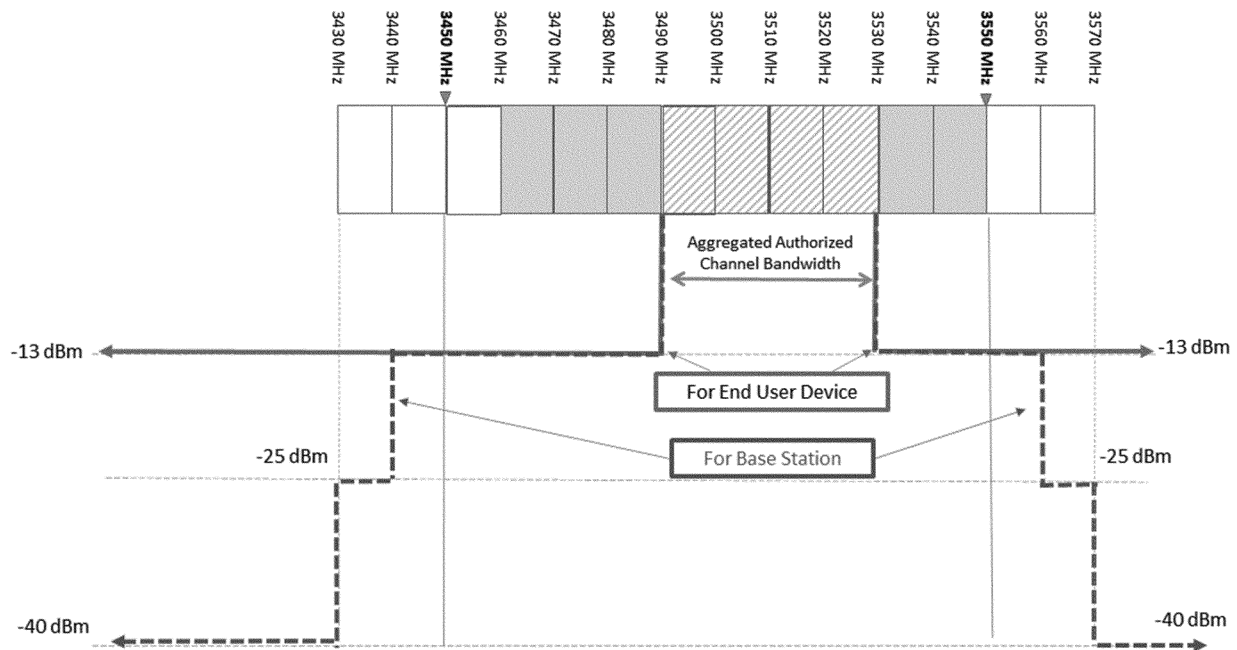 3430 MHz
3440 MHz
3450 MHz
3460 MHz
3470 MHz
3480 MHz
3490 MHz
3500 MHz
3510 MHz
3520 MHz
3530 MHz
3540 MHz
3550 MHz
3560 MHz
3570 MHz
Aggregated Authorized
Channel Bandwidth
-13 dBm
-13 dBm
For End User Device
For Base Station
-25 dBm
-25 dBm
-40 dBm
-40 dBm